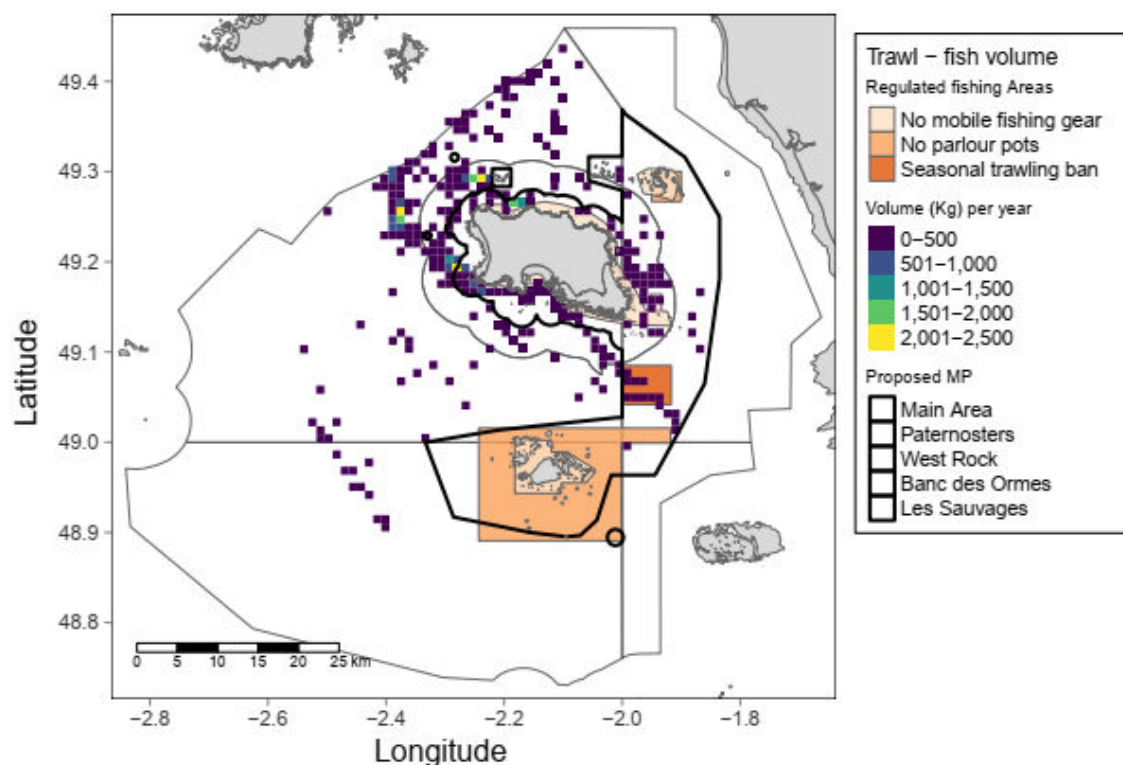 49.4
49.3
49.2
49.1
49.0
48.9
48.8
Latitude
0 5 10 15 20 25 km
−2.8 −2.6 −2.4 −2.2 −2.0 −1.8
Longitude
Trawl − fish volume
Regulated fishing Areas
No mobile fishing gear
No parlour pots
Seasonal trawling ban
Volume (Kg) per year
0−500
501−1,000
1,001−1,500
1,501−2,000
2,001−2,500
Proposed MP
Main Area
Paternosters
West Rock
Banc des Ormes
Les Sauvages